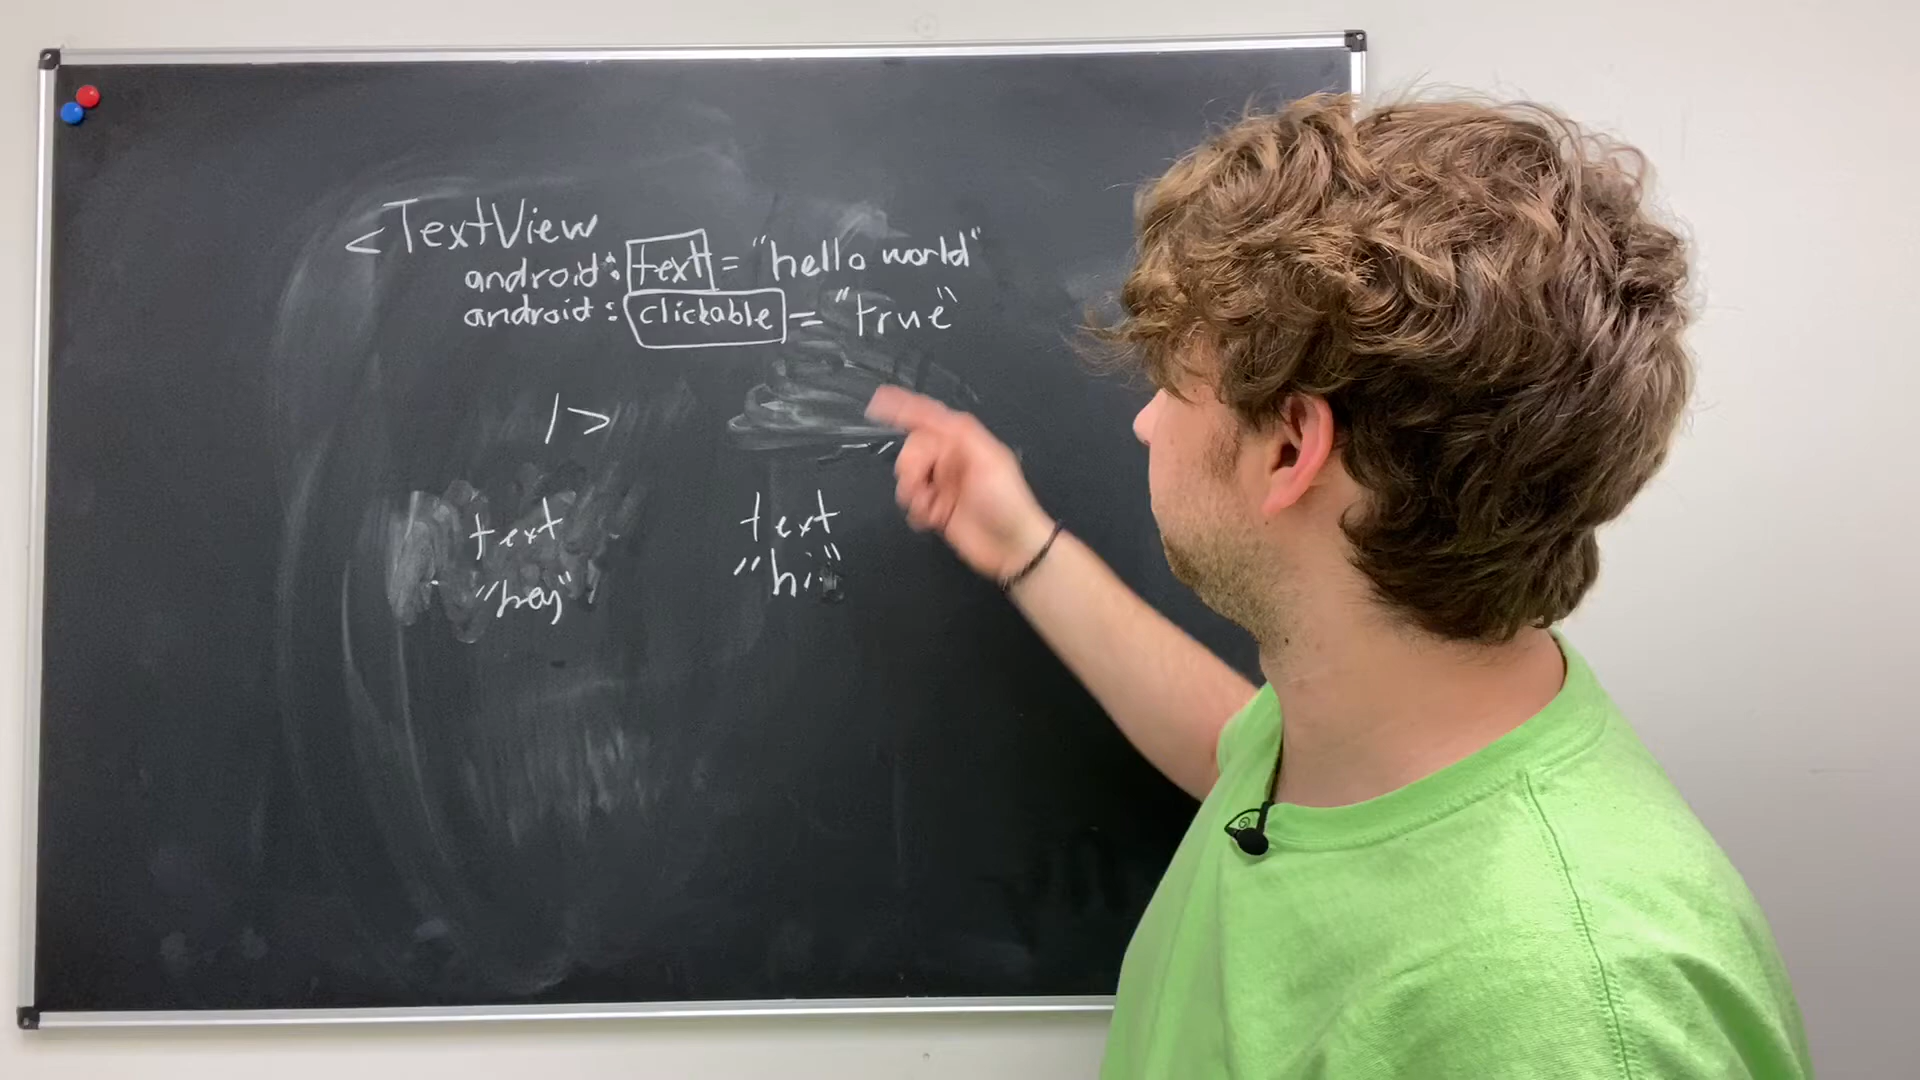 <TextView
android:text="hello world"
android:clickable="true"
/>
text
"hey"
text
"hi"